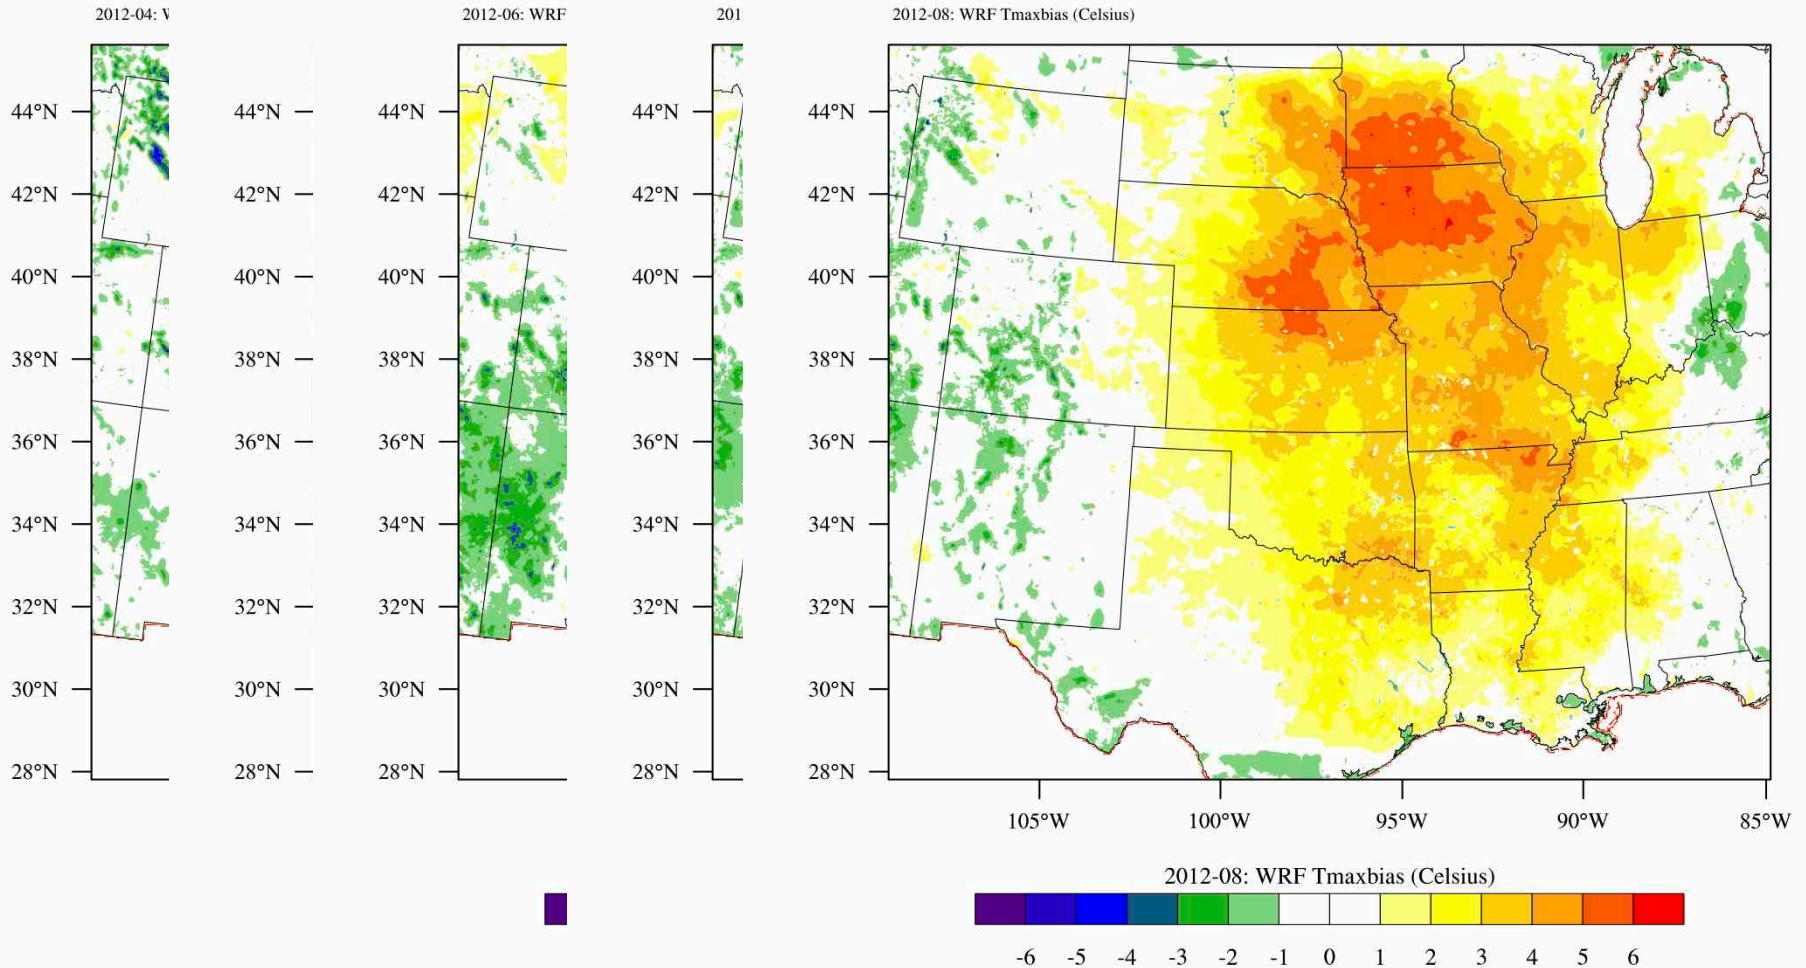 2012-04: W
2012-06: WRF
201
2012-08: WRF Tmaxbias (Celsius)
44°N 44°N 44°N 44°N 44°N
42°N 42°N 42°N 42°N 42°N
40°N 40°N 40°N 40°N 40°N
38°N 38°N 38°N 38°N 38°N
36°N 36°N 36°N 36°N 36°N
34°N 34°N 34°N 34°N 34°N
32°N 32°N 32°N 32°N 32°N
30°N 30°N 30°N 30°N 30°N
28°N 28°N 28°N 28°N 28°N
105°W 100°W 95°W 90°W 85°W
2012-08: WRF Tmaxbias (Celsius)
-6 -5 -4 -3 -2 -1 0 1 2 3 4 5 6